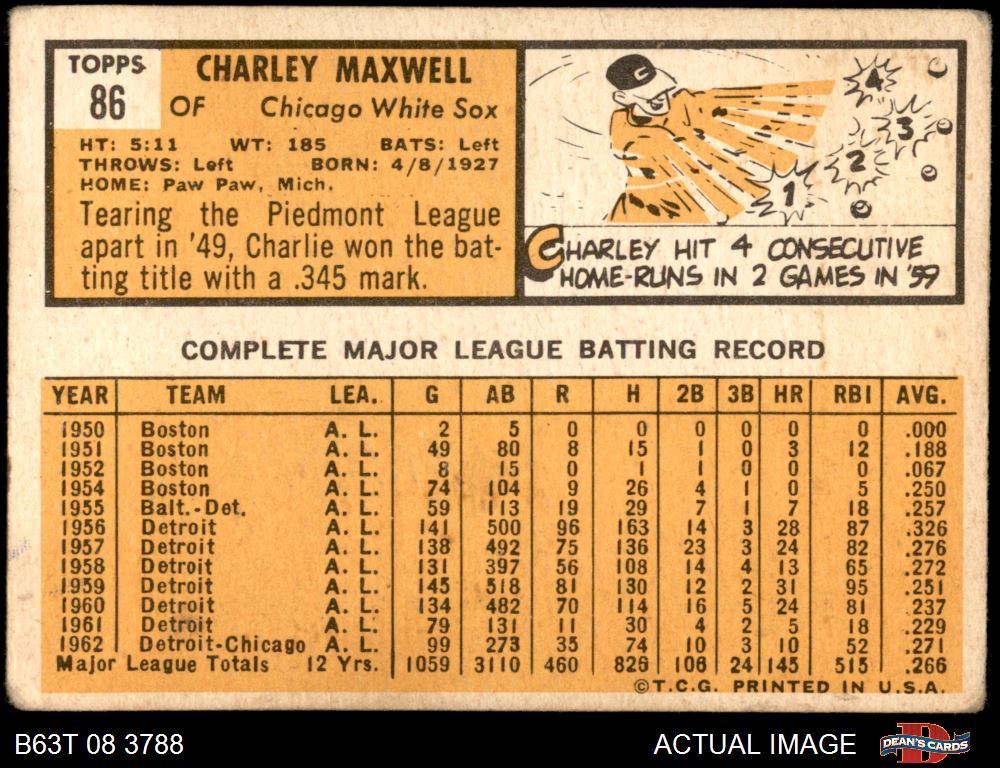 TOPPS
86
CHARLEY MAXWELL
OF Chicago White Sox
HT: 5:11 WT: 185 BATS: Left
THROWS: Left BORN: 4/8/1927
HOME: Paw Paw, Mich.
Tearing the Piedmont League
apart in '49, Charlie won the bat-
ting title with a .345 mark.
C
1
2
3
4
CHARLEY HIT 4 CONSECUTIVE
HOME-RUNS IN 2 GAMES IN '59
COMPLETE MAJOR LEAGUE BATTING RECORD
YEAR TEAM LEA. G AB R H 2B 3B HR RBI AVG.
1950 Boston A. L. 2 5 0 0 0 0 0 0 .000
1951 Boston A. L. 49 80 8 15 1 0 3 12 .188
1952 Boston A. L. 8 15 0 1 1 0 0 0 .067
1954 Boston A. L. 74 104 9 26 4 1 0 5 .250
1955 Balt.-Det. A. L. 59 113 19 29 7 1 7 18 .257
1956 Detroit A. L. 141 500 96 163 14 3 28 87 .326
1957 Detroit A. L. 138 492 75 136 23 3 24 82 .276
1958 Detroit A. L. 131 397 56 108 14 4 13 65 .272
1959 Detroit A. L. 145 518 81 130 12 2 31 95 .251
1960 Detroit A. L. 134 482 70 114 16 5 24 81 .237
1961 Detroit A. L. 79 131 11 30 4 2 5 18 .229
1962 Detroit-Chicago A. L. 99 273 35 74 10 3 10 52 .271
Major League Totals 12 Yrs. 1059 3110 460 826 106 24 145 515 .266
©T.C.G. PRINTED IN U.S.A.
B63T 08 3788
ACTUAL IMAGE
DEAN'S CARDS